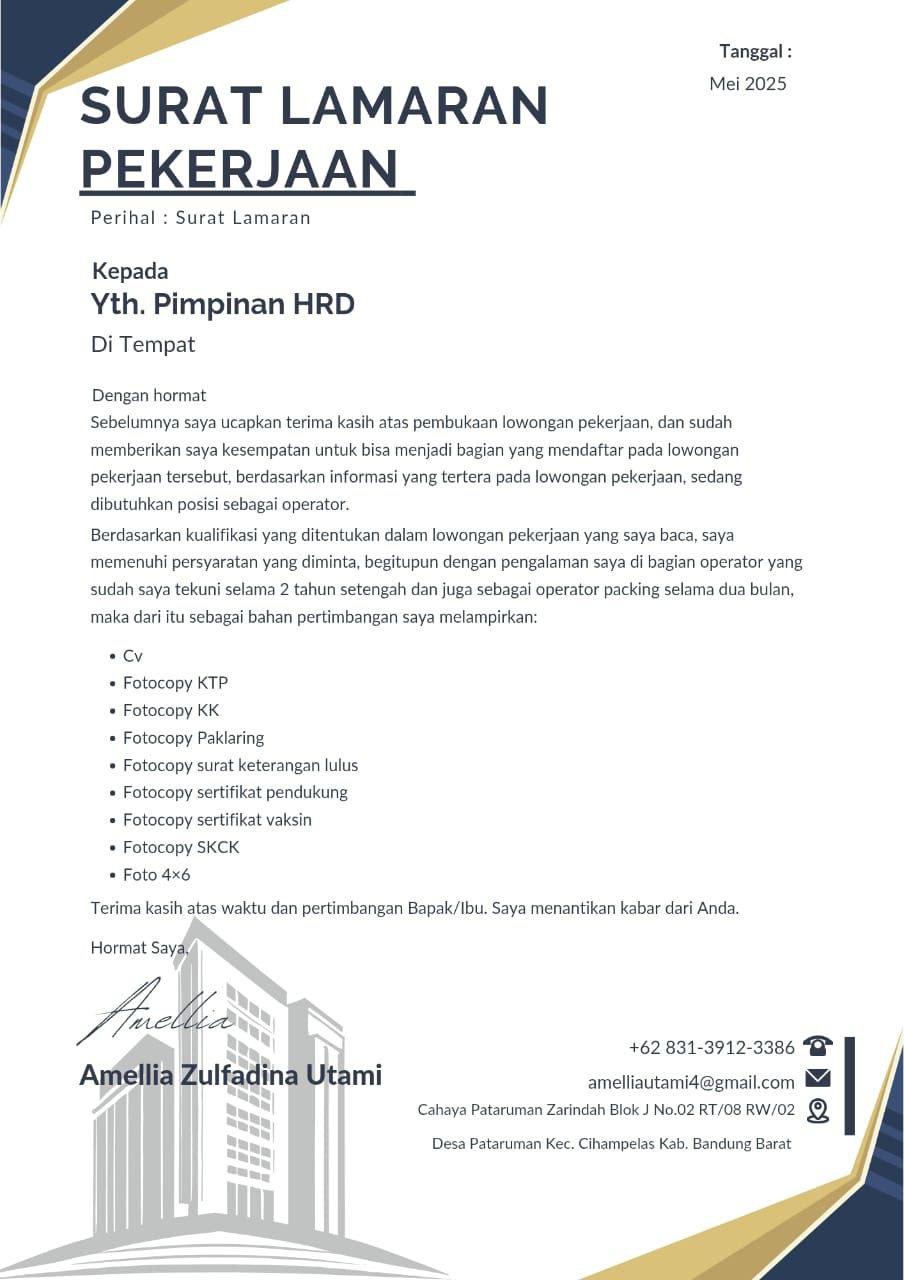 Tanggal :
Mei 2025
SURAT LAMARAN
PEKERJAAN
Perihal : Surat Lamaran
Kepada
Yth. Pimpinan HRD
Di Tempat
Dengan hormat
Sebelumnya saya ucapkan terima kasih atas pembukaan lowongan pekerjaan, dan sudah
memberikan saya kesempatan untuk bisa menjadi bagian yang mendaftar pada lowongan
pekerjaan tersebut, berdasarkan informasi yang tertera pada lowongan pekerjaan, sedang
dibutuhkan posisi sebagai operator.
Berdasarkan kualifikasi yang ditentukan dalam lowongan pekerjaan yang saya baca, saya
memenuhi persyaratan yang diminta, begitupun dengan pengalaman saya di bagian operator yang
sudah saya tekuni selama 2 tahun setengah dan juga sebagai operator packing selama dua bulan,
maka dari itu sebagai bahan pertimbangan saya melampirkan:
• Cv
• Fotocopy KTP
• Fotocopy KK
• Fotocopy Paklaring
• Fotocopy surat keterangan lulus
• Fotocopy sertifikat pendukung
• Fotocopy sertifikat vaksin
• Fotocopy SKCK
• Foto 4×6
Terima kasih atas waktu dan pertimbangan Bapak/Ibu. Saya menantikan kabar dari Anda.
Hormat Saya,
Amellia
Amellia Zulfadina Utami
+62 831-3912-3386
amelliautami4@gmail.com
Cahaya Pataruman Zarindah Blok J No.02 RT/08 RW/02
Desa Pataruman Kec. Cihampelas Kab. Bandung Barat